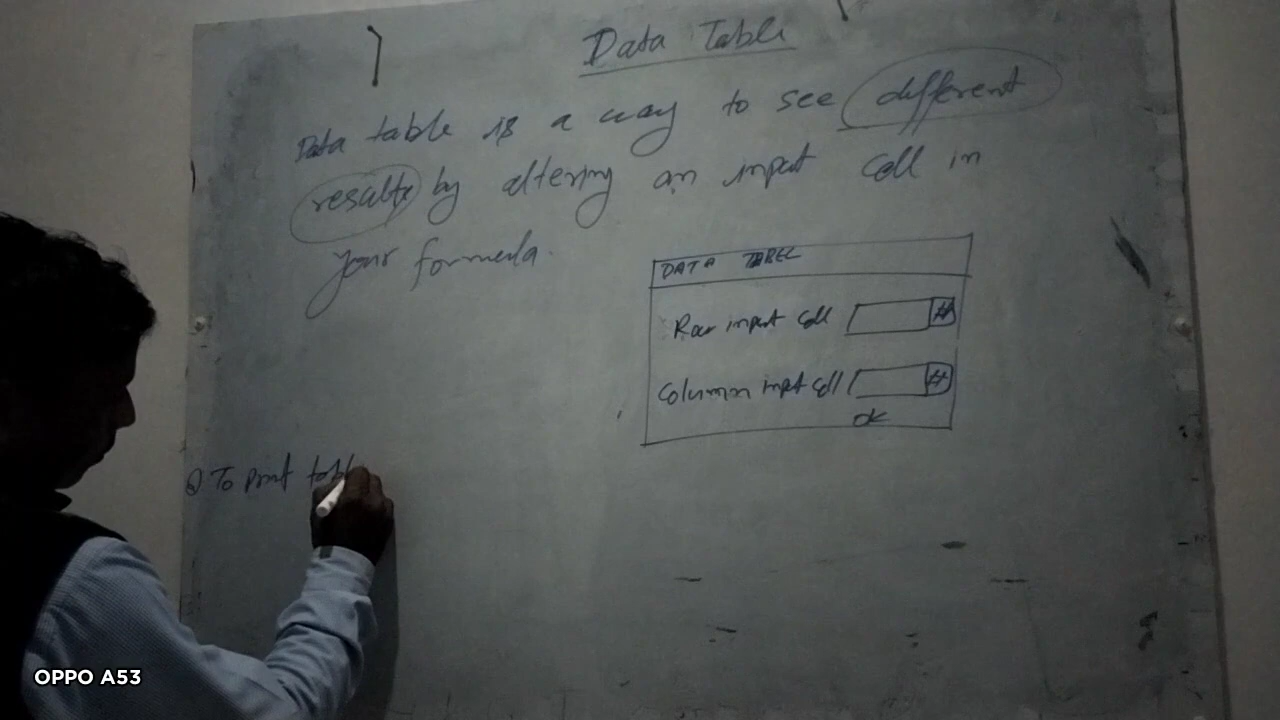 Data Table
Data table is a way to see different
results by altering an input cell in
your formula.
DATA TABEL
Row input cell
Column input cell
ok
Q) To print table
OPPO A53